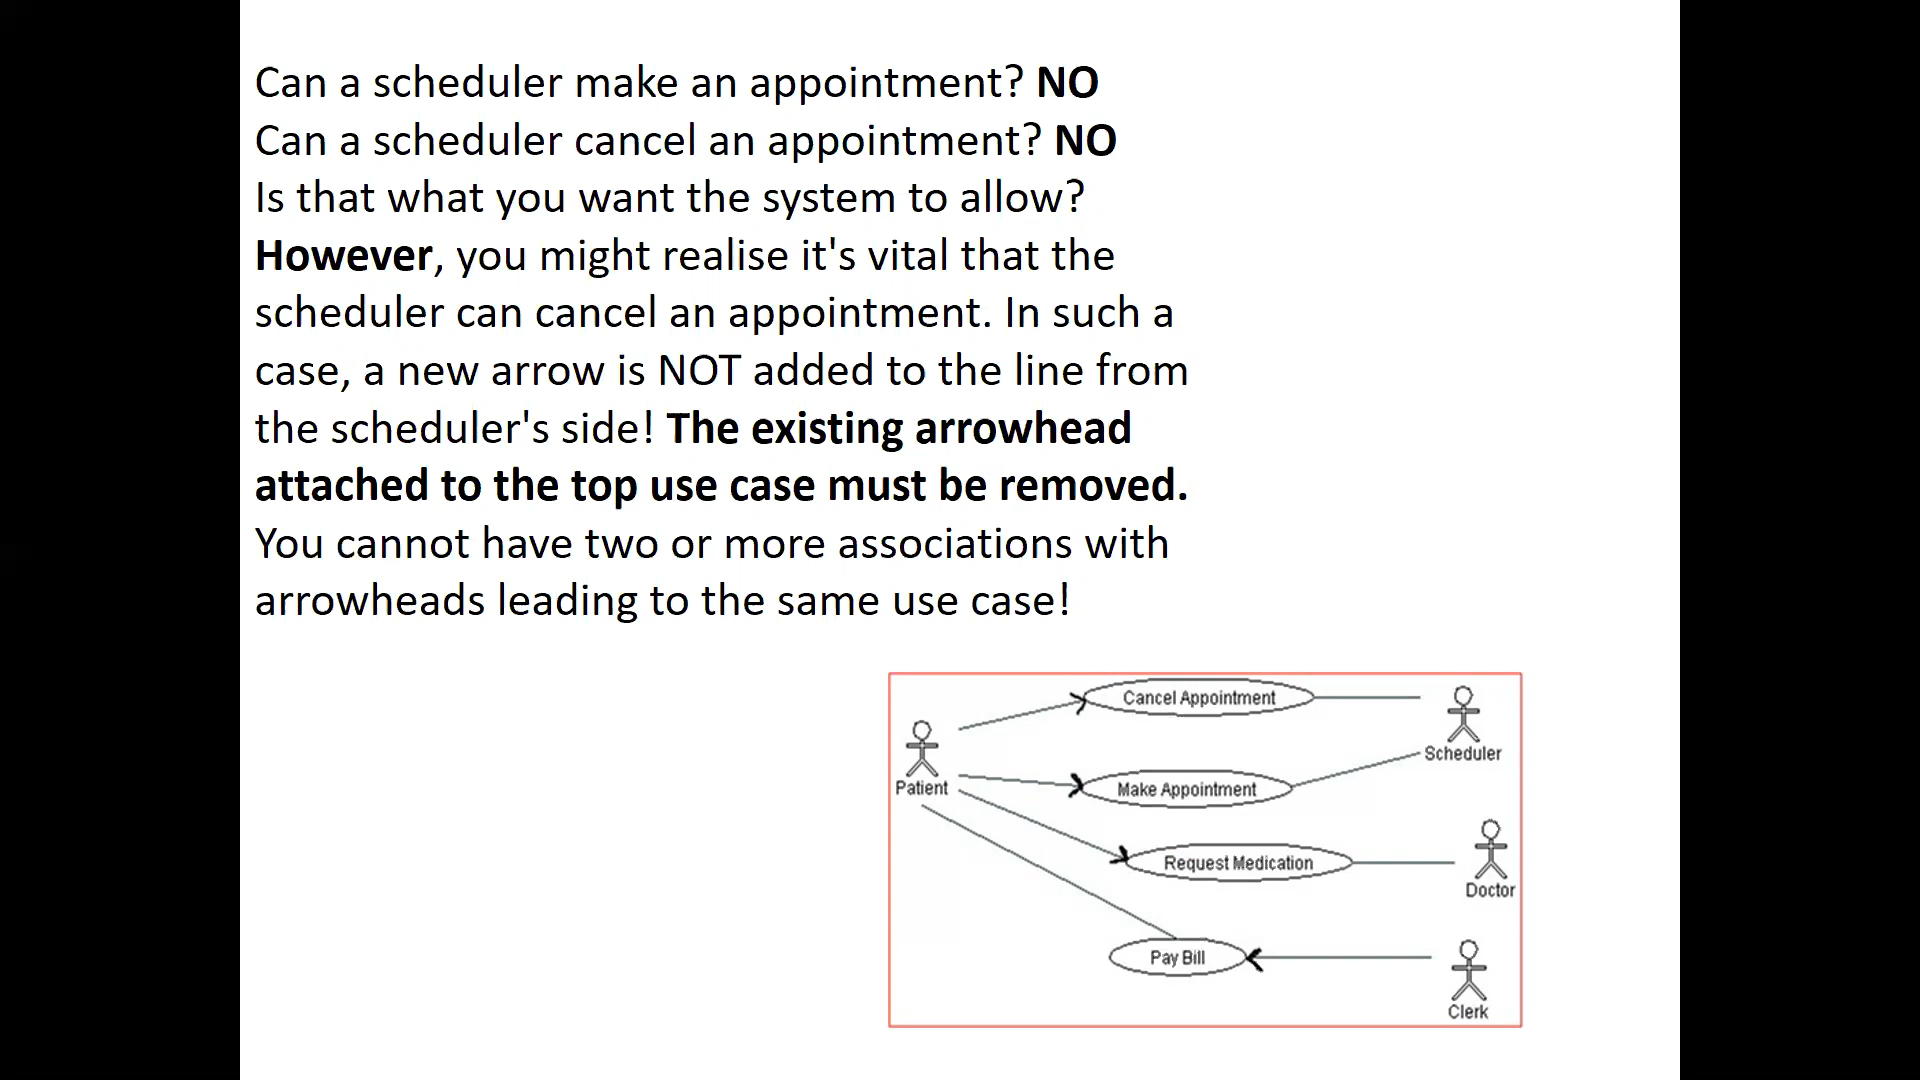 Can a scheduler make an appointment? NO
Can a scheduler cancel an appointment? NO
Is that what you want the system to allow?
However, you might realise it's vital that the
scheduler can cancel an appointment. In such a
case, a new arrow is NOT added to the line from
the scheduler's side! The existing arrowhead
attached to the top use case must be removed.
You cannot have two or more associations with
arrowheads leading to the same use case!
Cancel Appointment
Scheduler
Patient
Make Appointment
Request Medication
Doctor
Pay Bill
Clerk